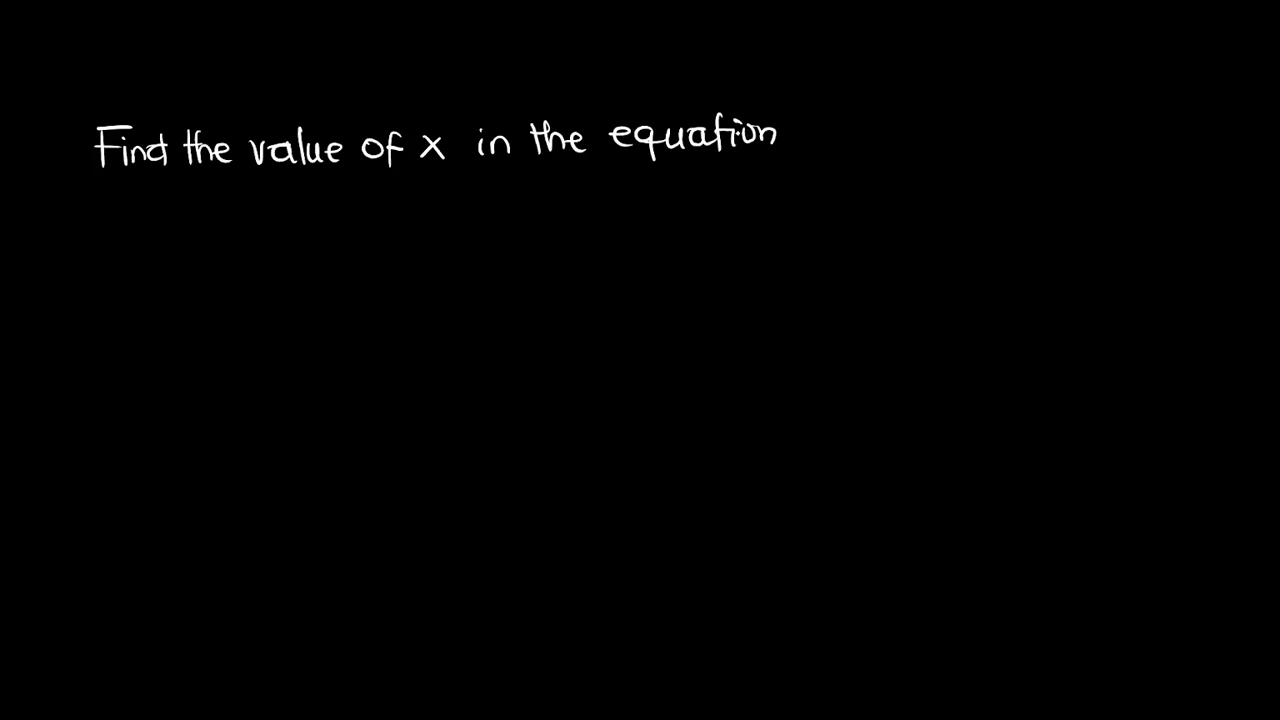 Find the value of x in the equation